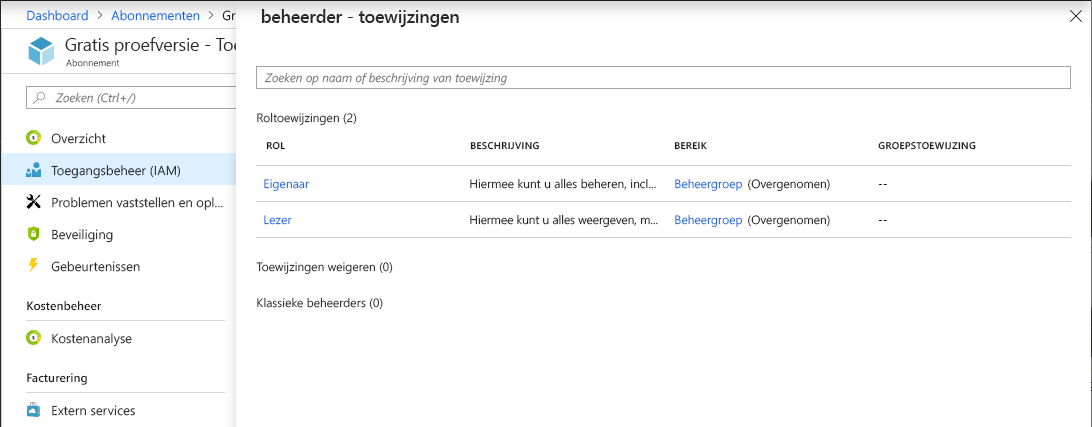 Dashboard > Abonnementen > Gr
Gratis proefversie - Toe
Abonnement
Zoeken (Ctrl+/)
Overzicht
Toegangsbeheer (IAM)
Problemen vaststellen en opl...
Beveiliging
Gebeurtenissen
Kostenbeheer
Kostenanalyse
Facturering
Extern services
beheerder - toewijzingen
Zoeken op naam of beschrijving van toewijzing
Roltoewijzingen (2)
ROL BESCHRIJVING BEREIK GROEPSTOEWIJZING
Eigenaar Hiermee kunt u alles beheren, incl... Beheergroep (Overgenomen) --
Lezer Hiermee kunt u alles weergeven, m... Beheergroep (Overgenomen) --
Toewijzingen weigeren (0)
Klassieke beheerders (0)